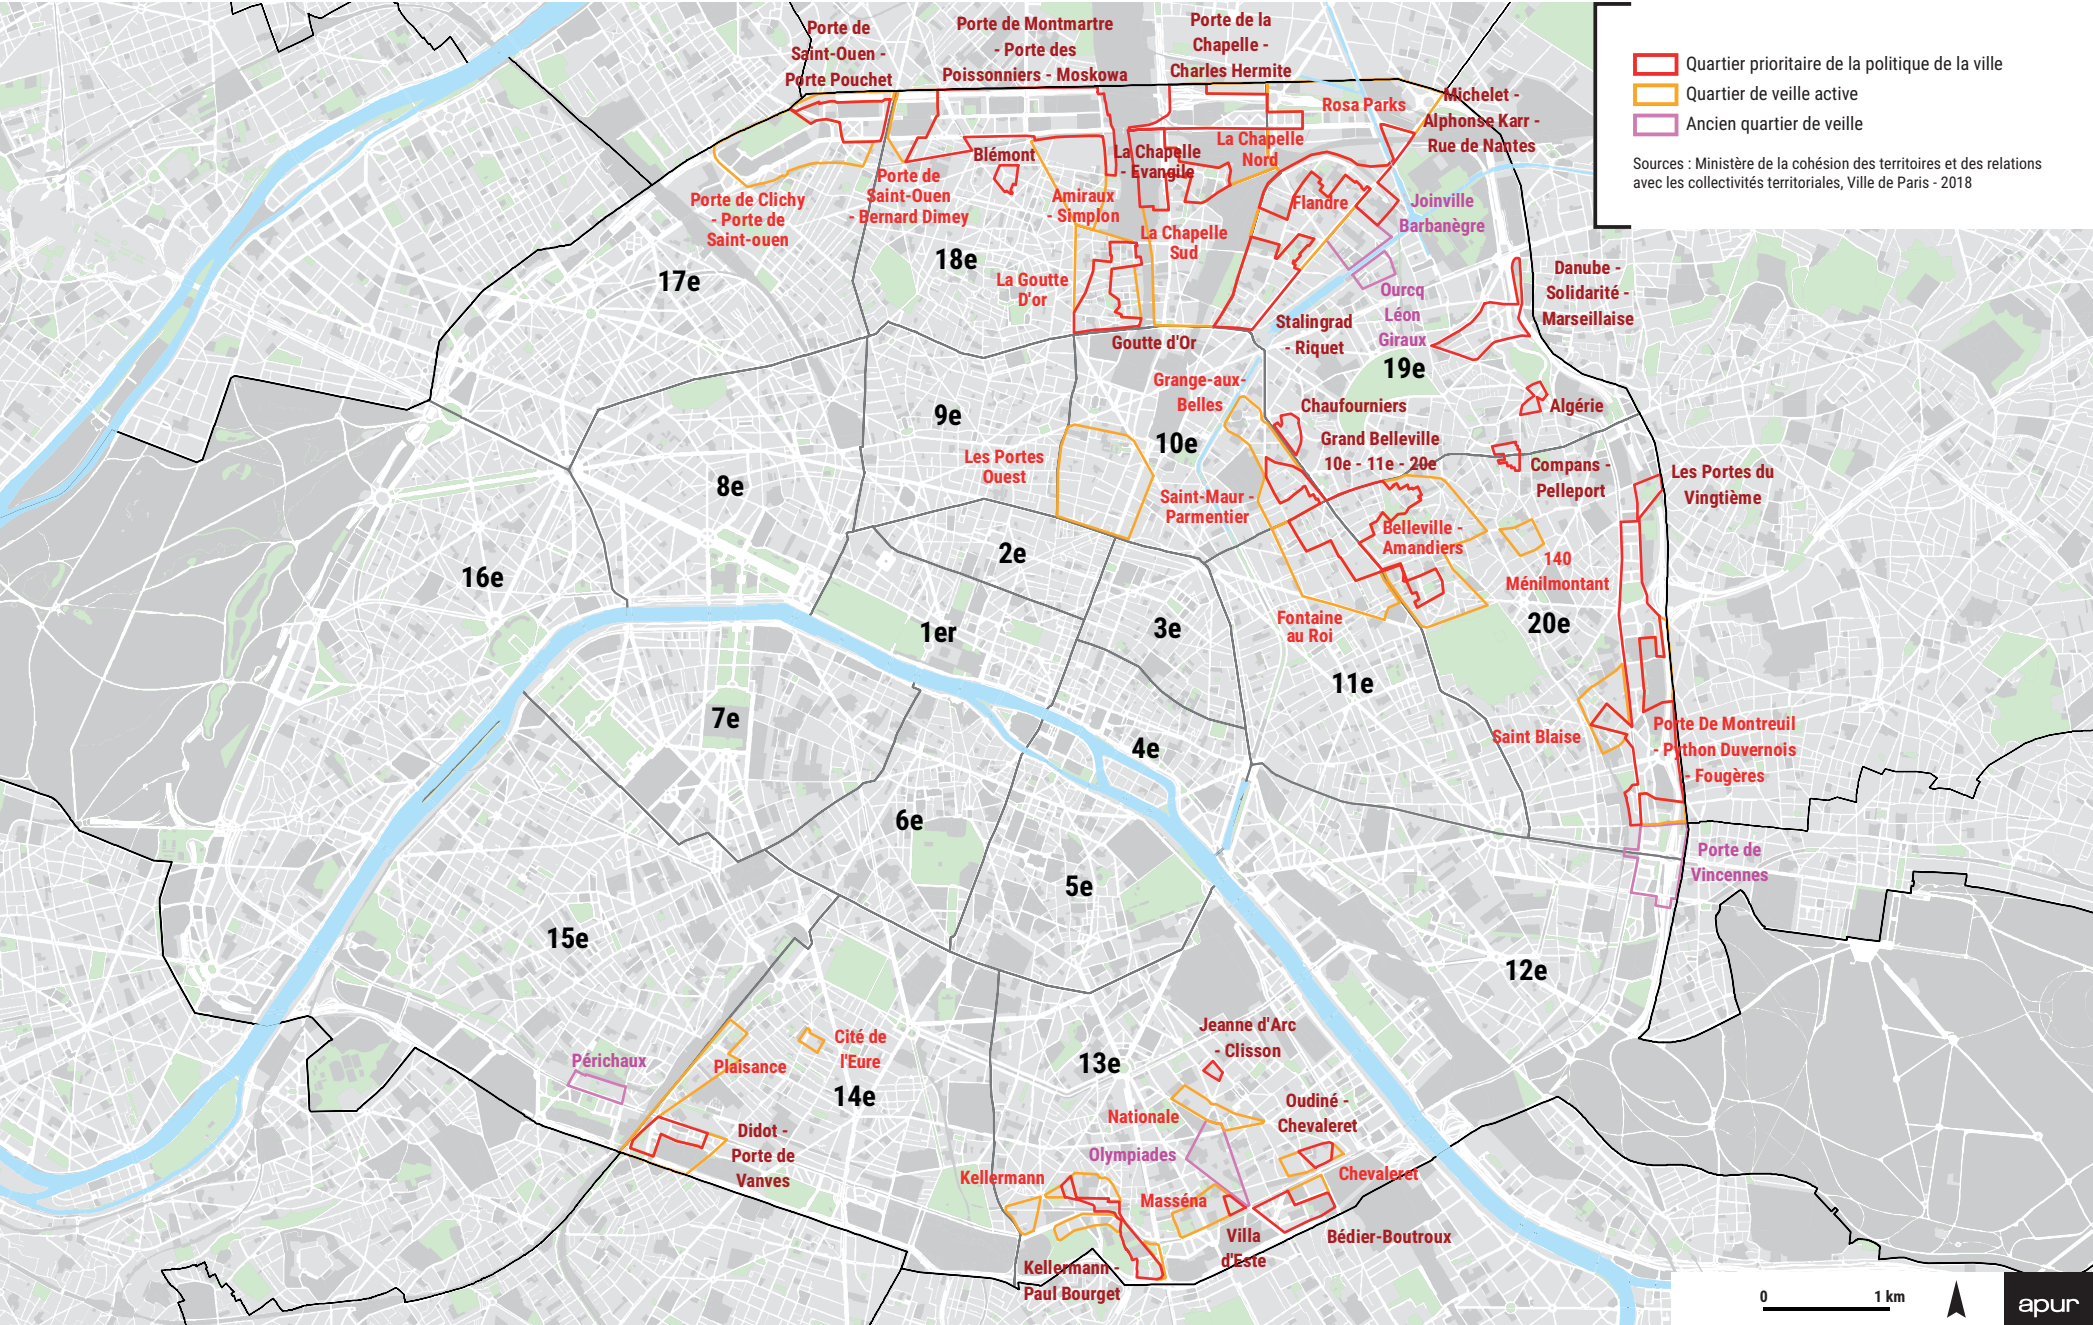 Porte de
Saint-Ouen -
Porte Pouchet
Porte de Montmartre
- Porte des
Poissonniers - Moskowa
Porte de la
Chapelle -
Charles Hermite
Quartier prioritaire de la politique de la ville
Quartier de veille active
Ancien quartier de veille
Sources : Ministère de la cohésion des territoires et des relations
avec les collectivités territoriales, Ville de Paris - 2018
Rosa Parks
Michelet -
Alphonse Karr -
Rue de Nantes
La Chapelle
Nord
La Chapelle
- Evangile
Blémont
Porte de
Saint-Ouen
- Bernard Dimey
Porte de Clichy
- Porte de
Saint-ouen
Amiraux
- Simplon
Flandre
Joinville
Barbanègre
La Chapelle
Sud
18e
17e
La Goutte
D'or
Danube -
Solidarité -
Marseillaise
Ourcq
Léon
Giraux
Stalingrad
- Riquet
Goutte d'Or
19e
Grange-aux-
Belles
Chaufourniers
Algérie
9e
10e
Grand Belleville
10e - 11e - 20e
Les Portes
Ouest
Compans -
Pelleport
Les Portes du
Vingtième
8e
Saint-Maur -
Parmentier
Belleville -
Amandiers
2e
140
Ménilmontant
16e
1er
3e
Fontaine
au Roi
20e
11e
7e
Saint Blaise
Porte De Montreuil
- Python Duvernois
- Fougères
4e
6e
5e
Porte de
Vincennes
15e
12e
Jeanne d'Arc
- Clisson
Cité de
l'Eure
Périchaux
Plaisance
13e
14e
Nationale
Oudiné -
Chevaleret
Didot -
Porte de
Vanves
Olympiades
Kellermann
Chevaleret
Masséna
Villa
d'Este
Bédier-Boutroux
Kellermann -
Paul Bourget
0 1 km
apur